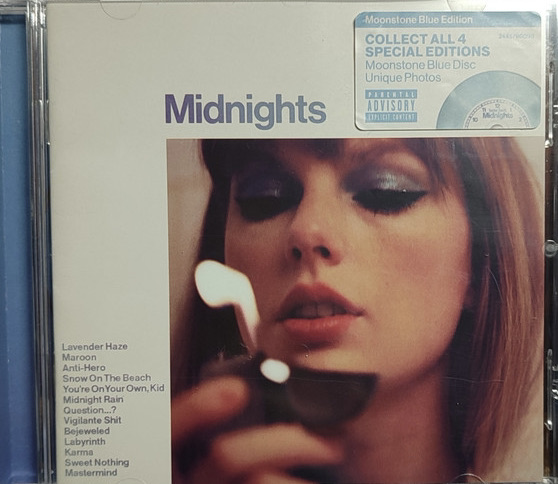 Moonstone Blue Edition
COLLECT ALL 4
SPECIAL EDITIONS
Moonstone Blue Disc
Unique Photos
PARENTAL
ADVISORY
EXPLICIT CONTENT
Midnights
Midnights
Lavender Haze
Maroon
Anti-Hero
Snow On The Beach
You're On Your Own, Kid
Midnight Rain
Question...?
Vigilante Shit
Bejeweled
Labyrinth
Karma
Sweet Nothing
Mastermind